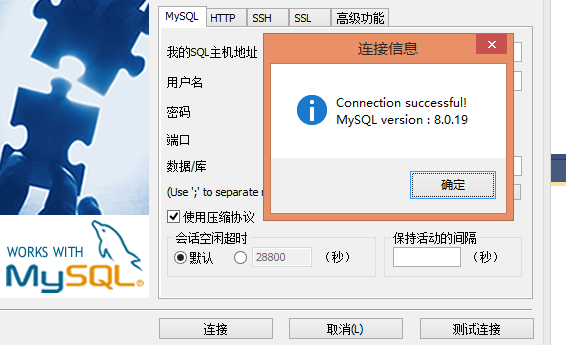 MySQL
HTTP
SSH
SSL
高级功能
我的SQL主机地址
用户名
密码
端口
数据/库
(Use ';' to separate
使用压缩协议
会话空闲超时
默认
28800
(秒)
保持活动的间隔
(秒)
连接
取消(L)
测试连接
连接信息
Connection successful!
MySQL version : 8.0.19
确定
WORKS WITH
MySQL®